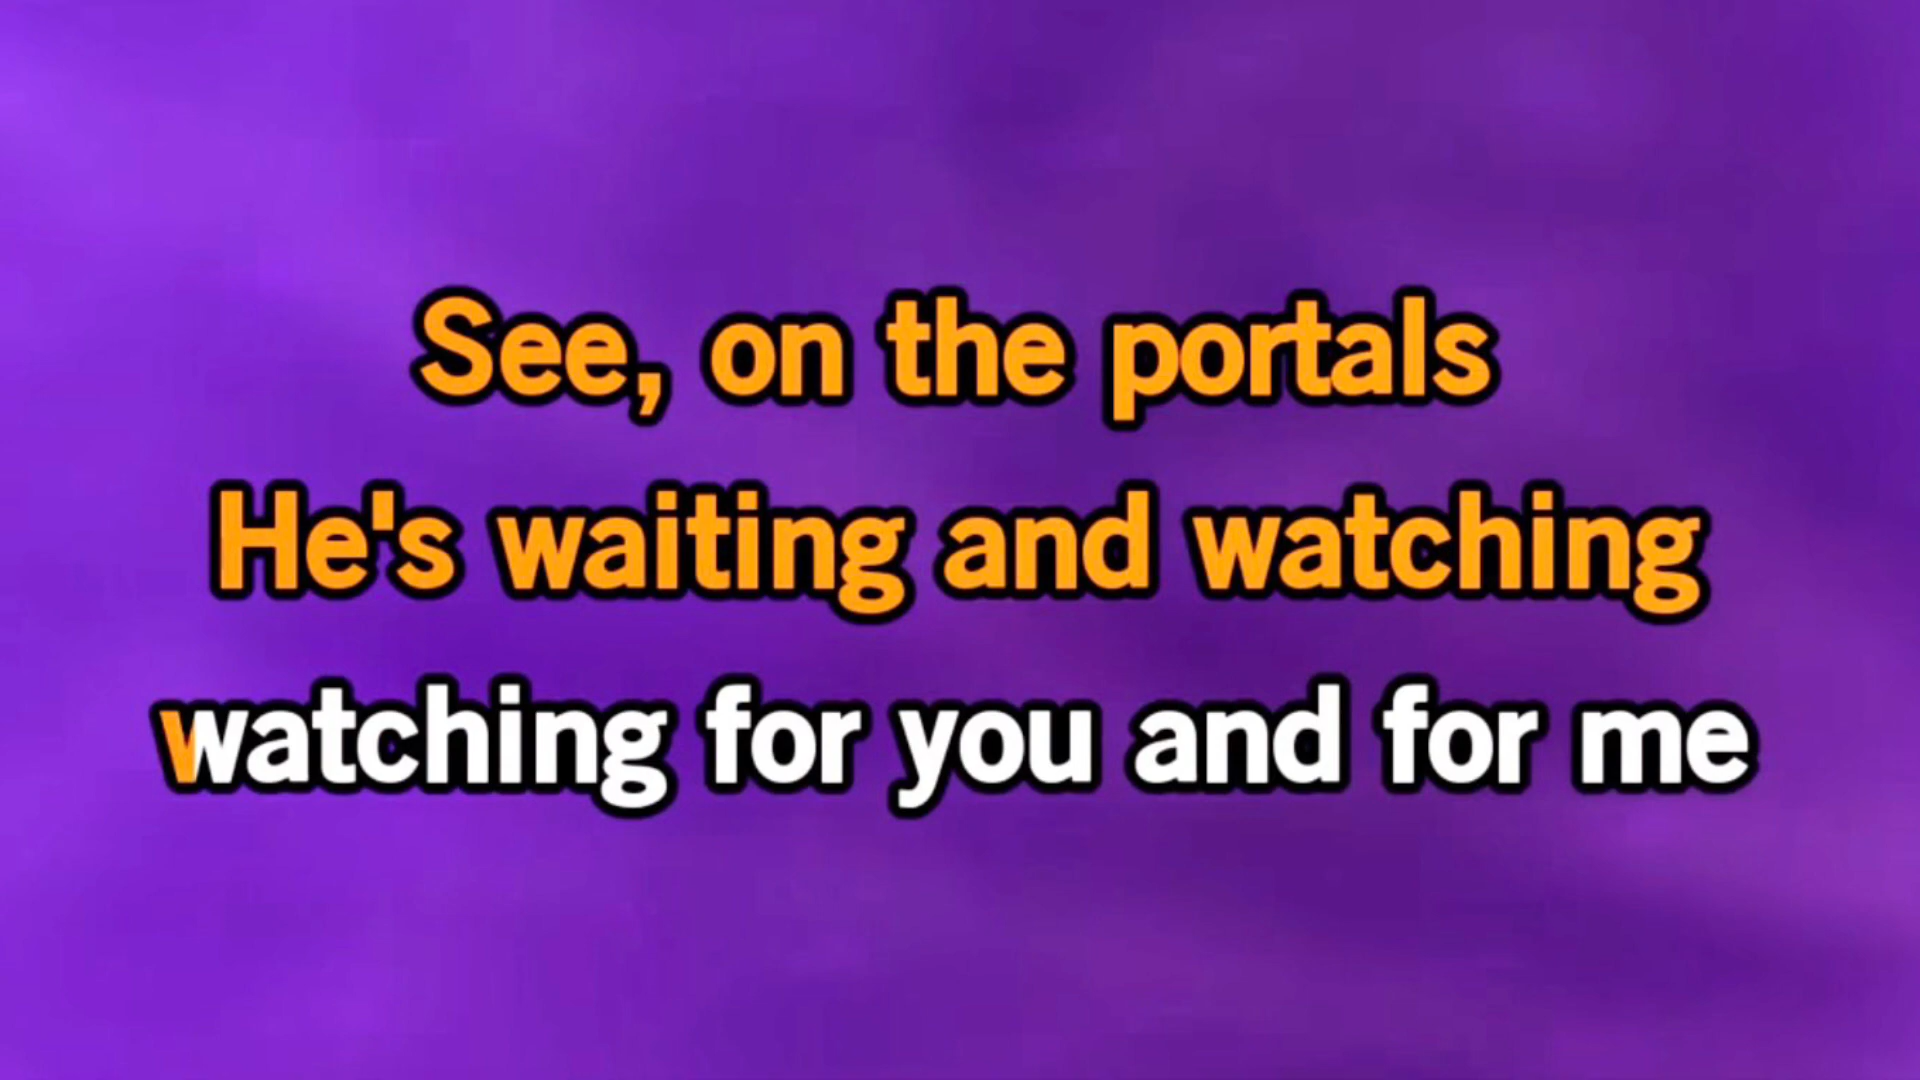 See, on the portals
He's waiting and watching
watching for you and for me